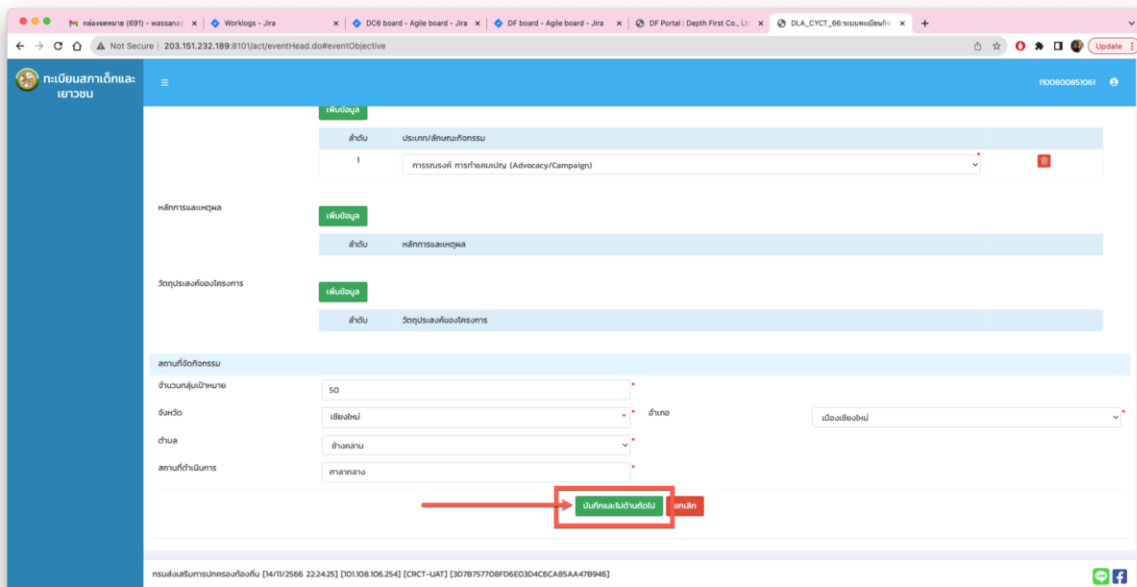 กล่องจดหมาย (691) - wassana
Worklogs - Jira
DC6 board - Agile board - Jira
DF board - Agile board - Jira
DF Portal : Depth First Co., Lt
DLA_CYCT_66:ระบบทะเบียนกิจ
Not Secure | 203.151.232.189:8101/act/eventHead.do#eventObjective
Update
ทะเบียนสภาเด็กและ
เยาวชน
1100800851061
เพิ่มข้อมูล
ลำดับ ประเภท/ลักษณะกิจกรรม
1 การรณรงค์ การทำแคมเปญ (Advocacy/Campaign) *
หลักการและเหตุผล
เพิ่มข้อมูล
ลำดับ หลักการและเหตุผล
วัตถุประสงค์ของโครงการ
เพิ่มข้อมูล
ลำดับ วัตถุประสงค์ของโครงการ
สถานที่จัดกิจกรรม
จำนวนกลุ่มเป้าหมาย 50 *
จังหวัด เชียงใหม่ * อำเภอ เมืองเชียงใหม่ *
ตำบล ช้างคลาน *
สถานที่ดำเนินการ ศาลากลาง *
บันทึกและไปด้านถัดไป ยกเลิก
กรมส่งเสริมการปกครองท้องถิ่น [14/11/2566 22:24:25] [101.108.106.254] [CRCT-UAT] [3D7B757708FD6E03D4C6CA85AA47B946]